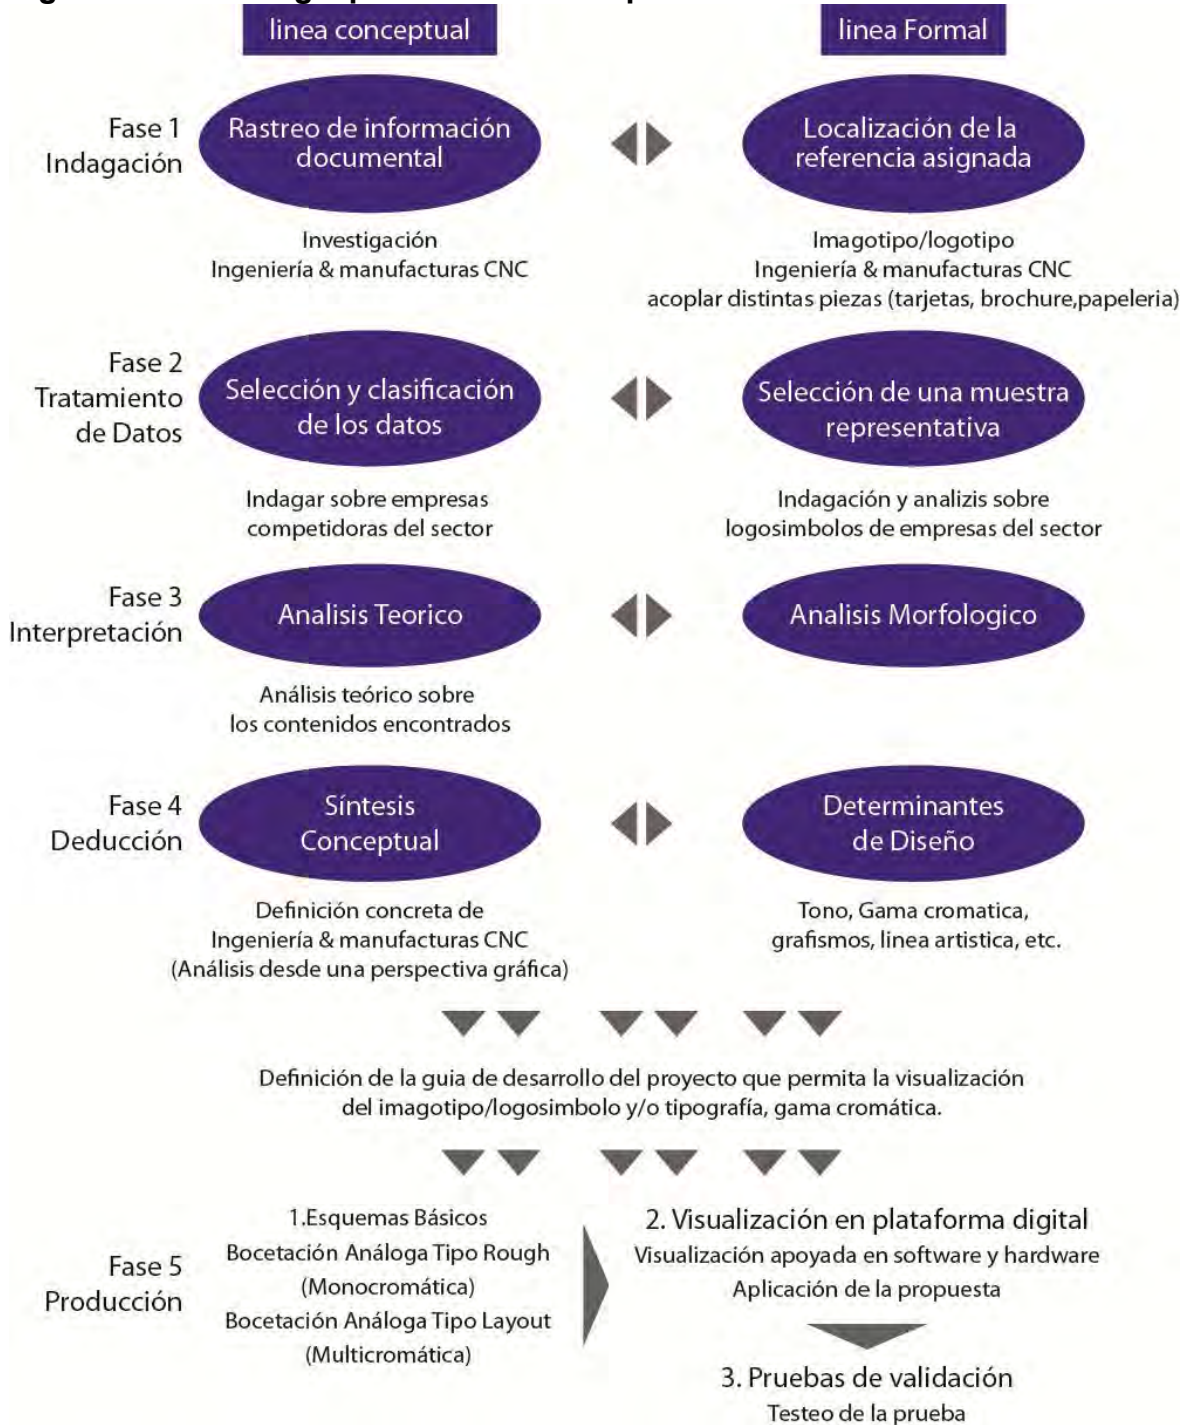 linea conceptual
linea Formal
Fase 1
Indagación
Rastreo de información
documental
Localización de la
referencia asignada
Investigación
Ingeniería & manufacturas CNC
Imagotipo/logotipo
Ingeniería & manufacturas CNC
acoplar distintas piezas (tarjetas, brochure,papeleria)
Fase 2
Tratamiento
de Datos
Selección y clasificación
de los datos
Selección de una muestra
representativa
Indagar sobre empresas
competidoras del sector
Indagación y analizis sobre
logosimbolos de empresas del sector
Fase 3
Interpretación
Analisis Teorico
Analisis Morfologico
Análisis teórico sobre
los contenidos encontrados
Fase 4
Deducción
Síntesis
Conceptual
Determinantes
de Diseño
Definición concreta de
Ingeniería & manufacturas CNC
(Análisis desde una perspectiva gráfica)
Tono, Gama cromatica,
grafismos, linea artistica, etc.
Definición de la guia de desarrollo del proyecto que permita la visualización
del imagotipo/logosimbolo y/o tipografía, gama cromática.
Fase 5
Producción
1.Esquemas Básicos
Bocetación Análoga Tipo Rough
(Monocromática)
Bocetación Análoga Tipo Layout
(Multicromática)
2. Visualización en plataforma digital
Visualización apoyada en software y hardware
Aplicación de la propuesta
3. Pruebas de validación
Testeo de la prueba